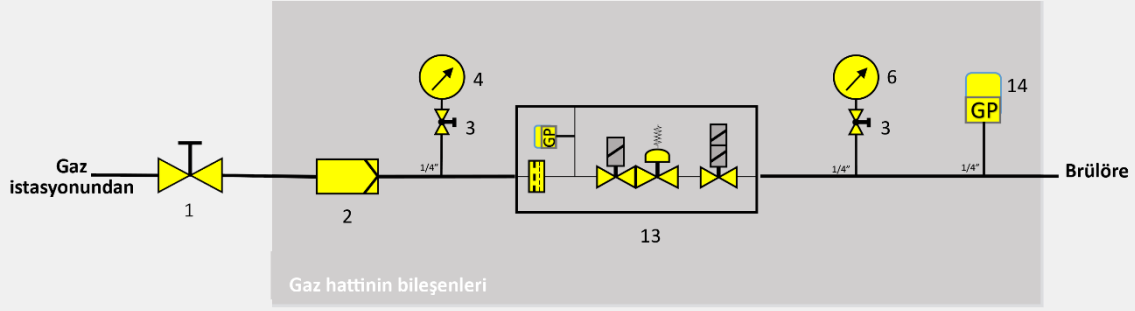 4
6
14
GP
3
3
GP
Gaz
istasyonundan
1/4”
1/4”
1/4”
Brülöre
1
2
13
Gaz hattinin bileşenleri